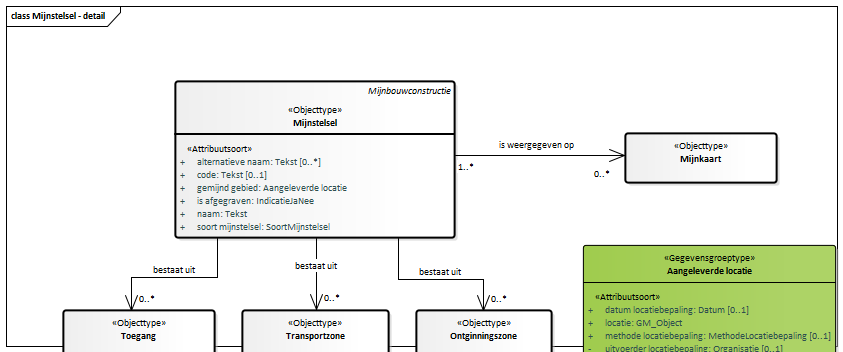 class Mijnstelsel - detail
Mijnbouwconstructie
«Objecttype»
Mijnstelsel
«Attribuutsoort»
+ alternatieve naam: Tekst [0..*]
+ code: Tekst [0..1]
+ gemijnd gebied: Aangeleverde locatie
+ is afgegraven: IndicatieJaNee
+ naam: Tekst
+ soort mijnstelsel: SoortMijnstelsel
is weergegeven op
1..*
0..*
«Objecttype»
Mijnkaart
bestaat uit
0..*
bestaat uit
0..*
bestaat uit
0..*
«Objecttype»
Toegang
«Objecttype»
Transportzone
«Objecttype»
Ontginningszone
«Gegevensgroeptype»
Aangeleverde locatie
«Attribuutsoort»
+ datum locatiebepaling: Datum [0..1]
+ locatie: GM_Object
+ methode locatiebepaling: MethodeLocatiebepaling [0..1]
- uitvoerder locatiebepaling: Organisatie [0..1]